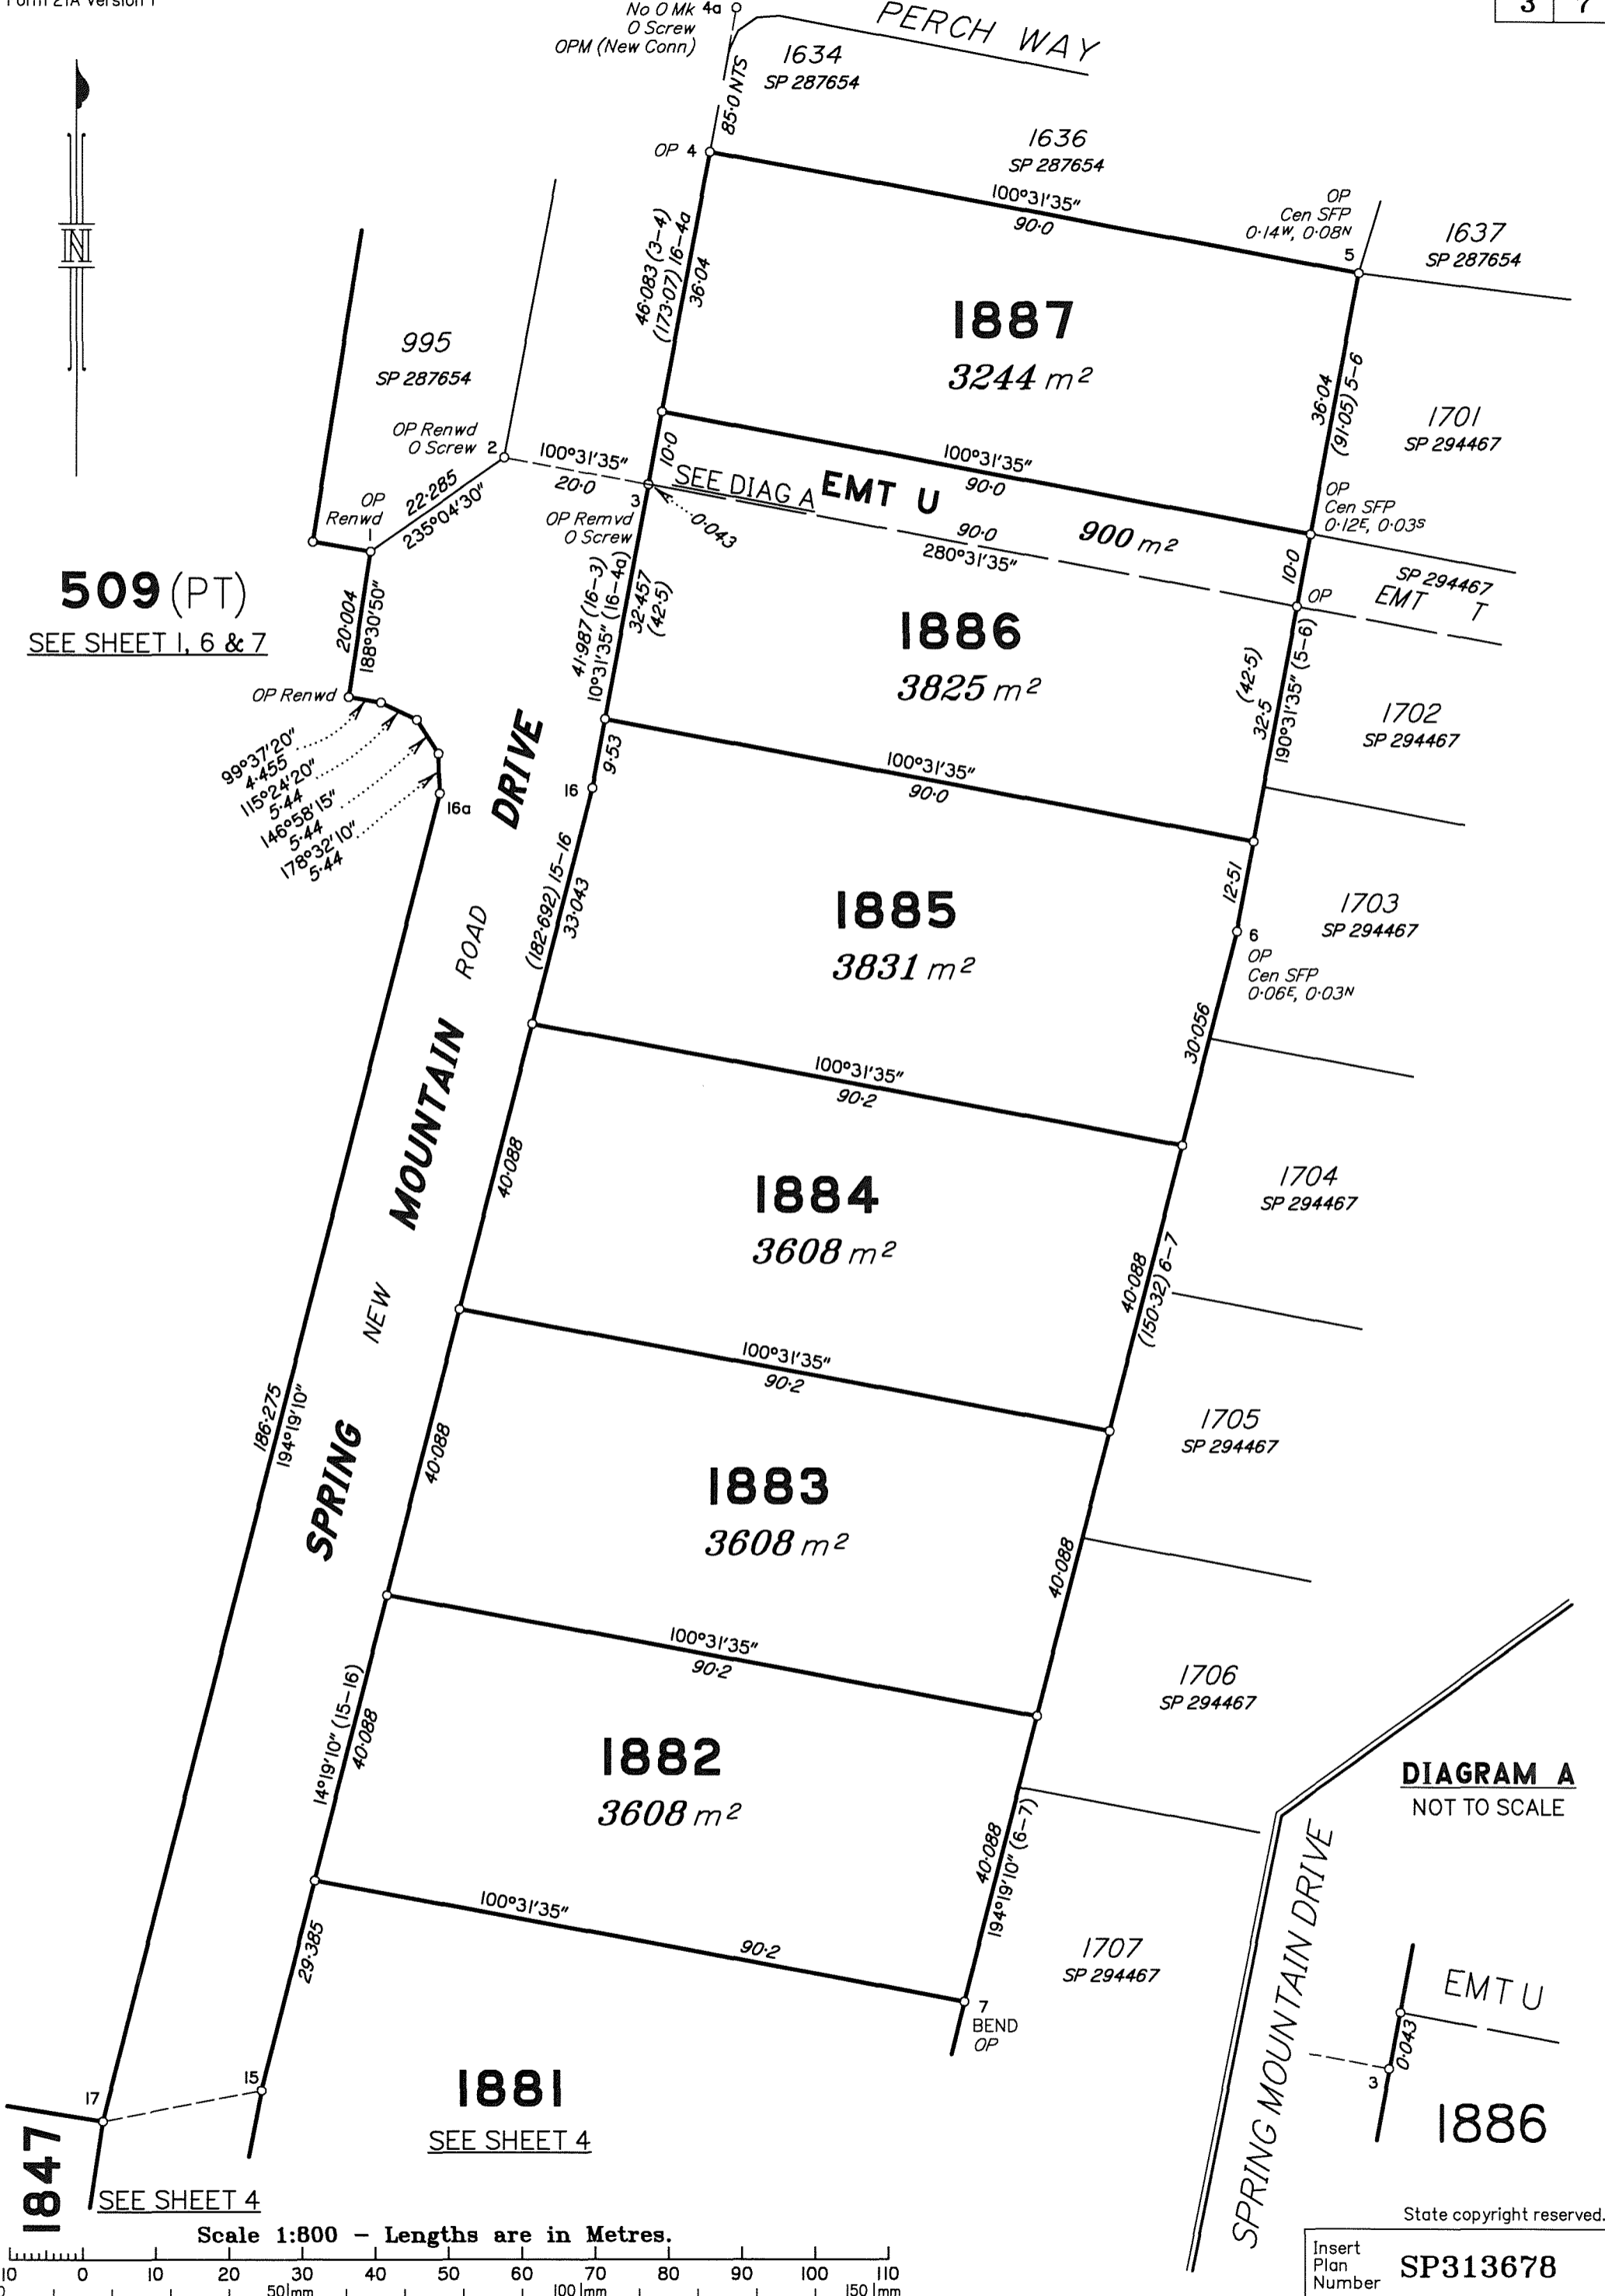 Form 21A Version 1
3 7
No O Mk 4a
O Screw
OPM (New Conn)
PERCH WAY
1634
SP 287654
85·0 NTS
OP 4
1636
SP 287654
100°31'35"
90·0
OP
Cen SFP
0·14W, 0·08N
5
1637
SP 287654
N
46·083 (3-4)
(173·07) 16-4a
36·04
1887
3244 m²
36·04
(91·05) 5-6
995
SP 287654
1701
SP 294467
OP Renwd
O Screw 2
100°31'35"
20·0
10·0
100°31'35"
90·0
SEE DIAG A
EMT U
900 m²
90·0
280°31'35"
OP
Cen SFP
0·12E, 0·03S
22·285
235°04'30"
OP
Renwd
3
OP Remvd
O Screw
0·043
10·0
SP 294467
EMT T
OP
509 (PT)
SEE SHEET 1, 6 & 7
20·004
188°30'50"
41·987 (16-3)
10°31'35" (16-4a)
32·457
(42·5)
1886
3825 m²
(42·5)
32·5
190°31'35" (5-6)
1702
SP 294467
OP Renwd
99°37'20"
4·455
115°24'20"
5·44
146°58'15"
5·44
178°32'10"
5·44
16a
9·53
16
100°31'35"
90·0
DRIVE
(182·692) 15-16
33·043
1885
3831 m²
12·51
1703
SP 294467
6
OP
Cen SFP
0·06E, 0·03N
ROAD
30·056
100°31'35"
90·2
MOUNTAIN
40·088
1884
3608 m²
1704
SP 294467
40·088
(150·32) 6-7
NEW
100°31'35"
90·2
186·275
194°19'10"
SPRING
40·088
1883
3608 m²
1705
SP 294467
40·088
100°31'35"
90·2
14°19'10" (15-16)
40·088
1882
3608 m²
1706
SP 294467
40·088
194°19'10" (6-7)
DIAGRAM A
NOT TO SCALE
100°31'35"
90·2
29·385
1707
SP 294467
7
BEND
OP
SPRING MOUNTAIN DRIVE
EMT U
0·043
3
1886
15
17
1881
SEE SHEET 4
1847
SEE SHEET 4
Scale 1:800 – Lengths are in Metres.
10 0 10 20 30 40 50 60 70 80 90 100 110
0 50 mm 100 mm 150 mm
State copyright reserved.
Insert
Plan
Number
SP313678